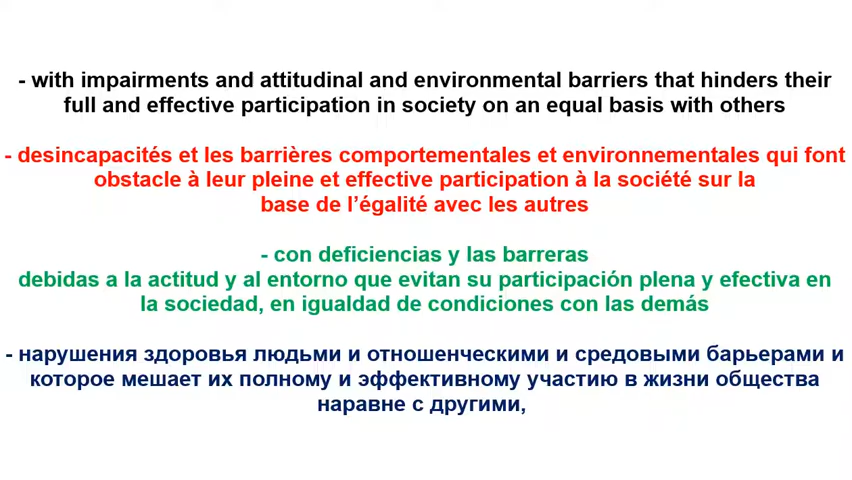 - with impairments and attitudinal and environmental barriers that hinders their
full and effective participation in society on an equal basis with others
- desincapacités et les barrières comportementales et environnementales qui font
obstacle à leur pleine et effective participation à la société sur la
base de l’égalité avec les autres
- con deficiencias y las barreras
debidas a la actitud y al entorno que evitan su participación plena y efectiva en
la sociedad, en igualdad de condiciones con las demás
- нарушения здоровья людьми и отношенческими и средовыми барьерами и
которое мешает их полному и эффективному участию в жизни общества
наравне с другими,